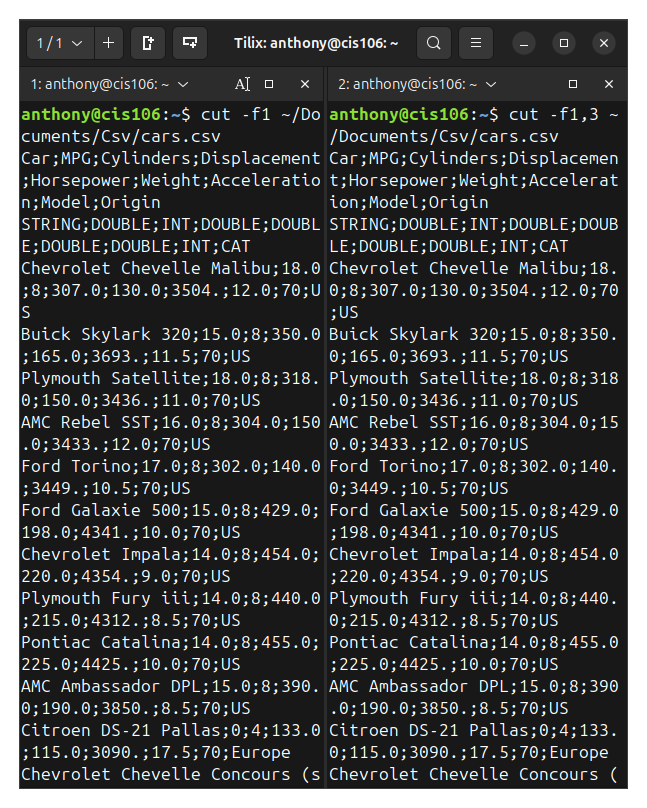 1 / 1
Tilix: anthony@cis106: ~
1: anthony@cis106: ~
anthony@cis106:~$ cut -f1 ~/Do
cuments/Csv/cars.csv
Car;MPG;Cylinders;Displacement
;Horsepower;Weight;Acceleratio
n;Model;Origin
STRING;DOUBLE;INT;DOUBLE;DOUBL
E;DOUBLE;DOUBLE;INT;CAT
Chevrolet Chevelle Malibu;18.0
;8;307.0;130.0;3504.;12.0;70;U
S
Buick Skylark 320;15.0;8;350.0
;165.0;3693.;11.5;70;US
Plymouth Satellite;18.0;8;318.
0;150.0;3436.;11.0;70;US
AMC Rebel SST;16.0;8;304.0;150
.0;3433.;12.0;70;US
Ford Torino;17.0;8;302.0;140.0
;3449.;10.5;70;US
Ford Galaxie 500;15.0;8;429.0;
198.0;4341.;10.0;70;US
Chevrolet Impala;14.0;8;454.0;
220.0;4354.;9.0;70;US
Plymouth Fury iii;14.0;8;440.0
;215.0;4312.;8.5;70;US
Pontiac Catalina;14.0;8;455.0;
225.0;4425.;10.0;70;US
AMC Ambassador DPL;15.0;8;390.
0;190.0;3850.;8.5;70;US
Citroen DS-21 Pallas;0;4;133.0
;115.0;3090.;17.5;70;Europe
Chevrolet Chevelle Concours (s
2: anthony@cis106: ~
anthony@cis106:~$ cut -f1,3 ~
/Documents/Csv/cars.csv
Car;MPG;Cylinders;Displacemen
t;Horsepower;Weight;Accelerat
ion;Model;Origin
STRING;DOUBLE;INT;DOUBLE;DOUB
LE;DOUBLE;DOUBLE;INT;CAT
Chevrolet Chevelle Malibu;18.
0;8;307.0;130.0;3504.;12.0;70
;US
Buick Skylark 320;15.0;8;350.
0;165.0;3693.;11.5;70;US
Plymouth Satellite;18.0;8;318
.0;150.0;3436.;11.0;70;US
AMC Rebel SST;16.0;8;304.0;15
0.0;3433.;12.0;70;US
Ford Torino;17.0;8;302.0;140.
0;3449.;10.5;70;US
Ford Galaxie 500;15.0;8;429.0
;198.0;4341.;10.0;70;US
Chevrolet Impala;14.0;8;454.0
;220.0;4354.;9.0;70;US
Plymouth Fury iii;14.0;8;440.
0;215.0;4312.;8.5;70;US
Pontiac Catalina;14.0;8;455.0
;225.0;4425.;10.0;70;US
AMC Ambassador DPL;15.0;8;390
.0;190.0;3850.;8.5;70;US
Citroen DS-21 Pallas;0;4;133.
0;115.0;3090.;17.5;70;Europe
Chevrolet Chevelle Concours (